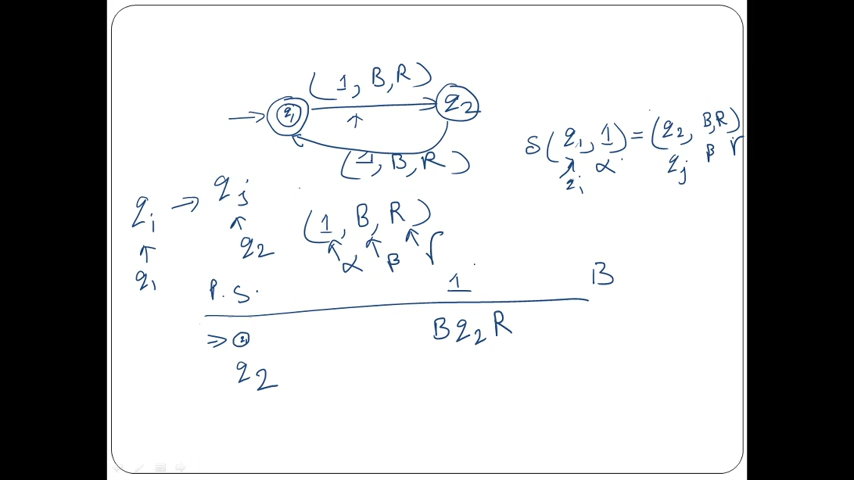 (1, B, R)
q1 q2
(1, B, R)
δ(q1, 1) = (q2, B, R)
qi α qj β γ
qi → qj
q1 q2
(1, B, R)
α β γ
P.S. 1 B
⇒ q1 B q2 R
q2